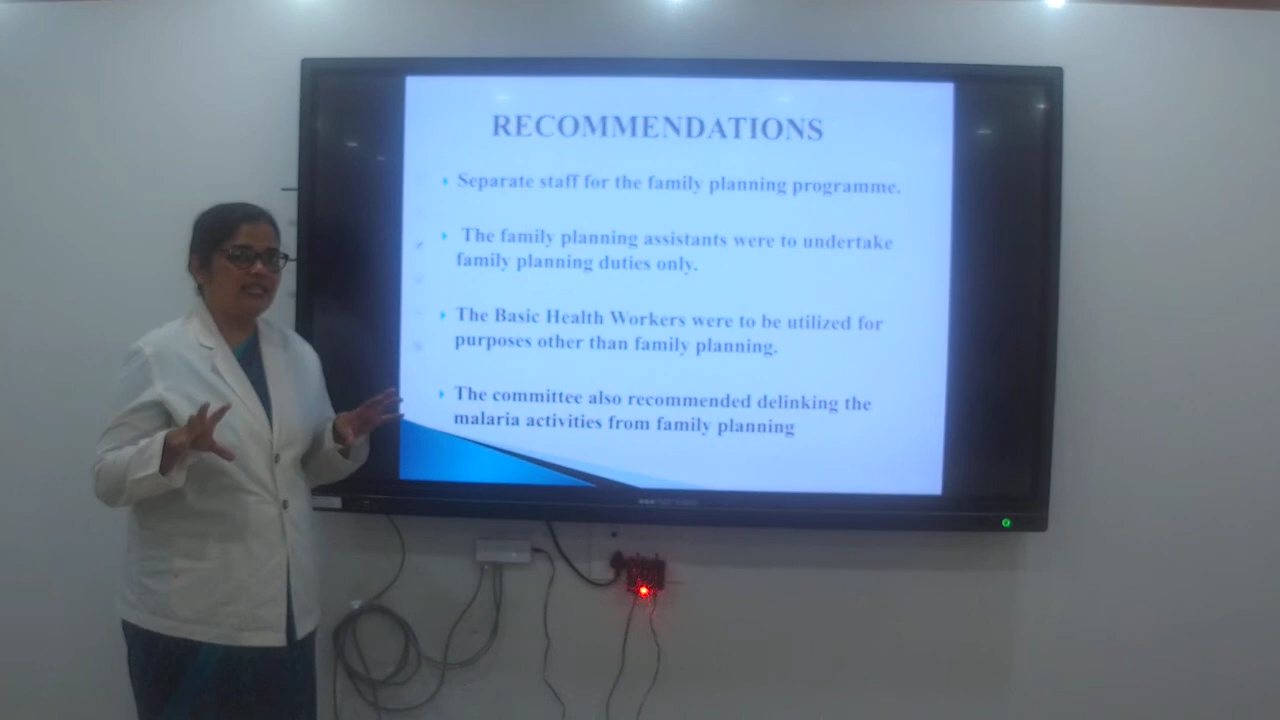 RECOMMENDATIONS
Separate staff for the family planning programme.
The family planning assistants were to undertake
family planning duties only.
The Basic Health Workers were to be utilized for
purposes other than family planning.
The committee also recommended delinking the
malaria activities from family planning